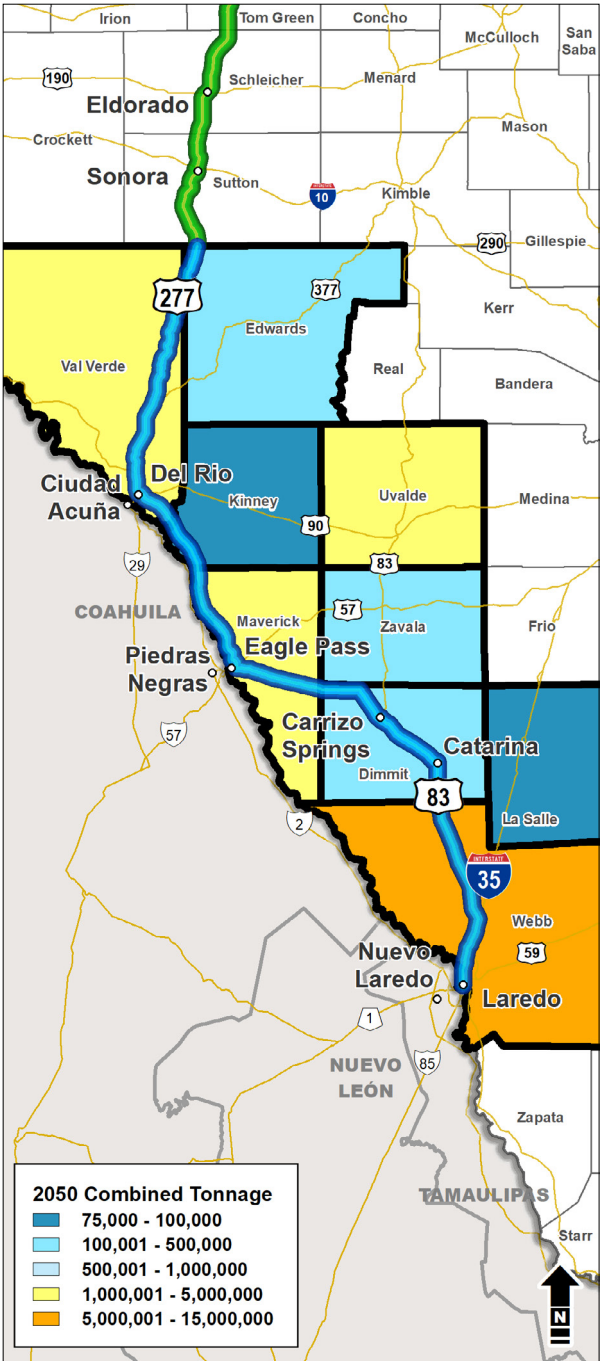 Irion
Tom Green
Concho
McCulloch
San
Saba
190
Schleicher
Menard
Eldorado
Mason
Crockett
Sonora
Sutton
INTERSTATE
10
Kimble
290
Gillespie
277
377
Kerr
Edwards
Val Verde
Real
Bandera
Ciudad
Acuña
Del Rio
Kinney
Uvalde
Medina
90
83
29
COAHUILA
57
Maverick
Zavala
Frio
Piedras
Negras
Eagle Pass
57
Carrizo
Springs
Catarina
Dimmit
83
2
La Salle
INTERSTATE
35
Webb
59
Nuevo
Laredo
Laredo
1
85
NUEVO
LEÓN
Zapata
TAMAULIPAS
Starr
2050 Combined Tonnage
75,000 - 100,000
100,001 - 500,000
500,001 - 1,000,000
1,000,001 - 5,000,000
5,000,001 - 15,000,000
N